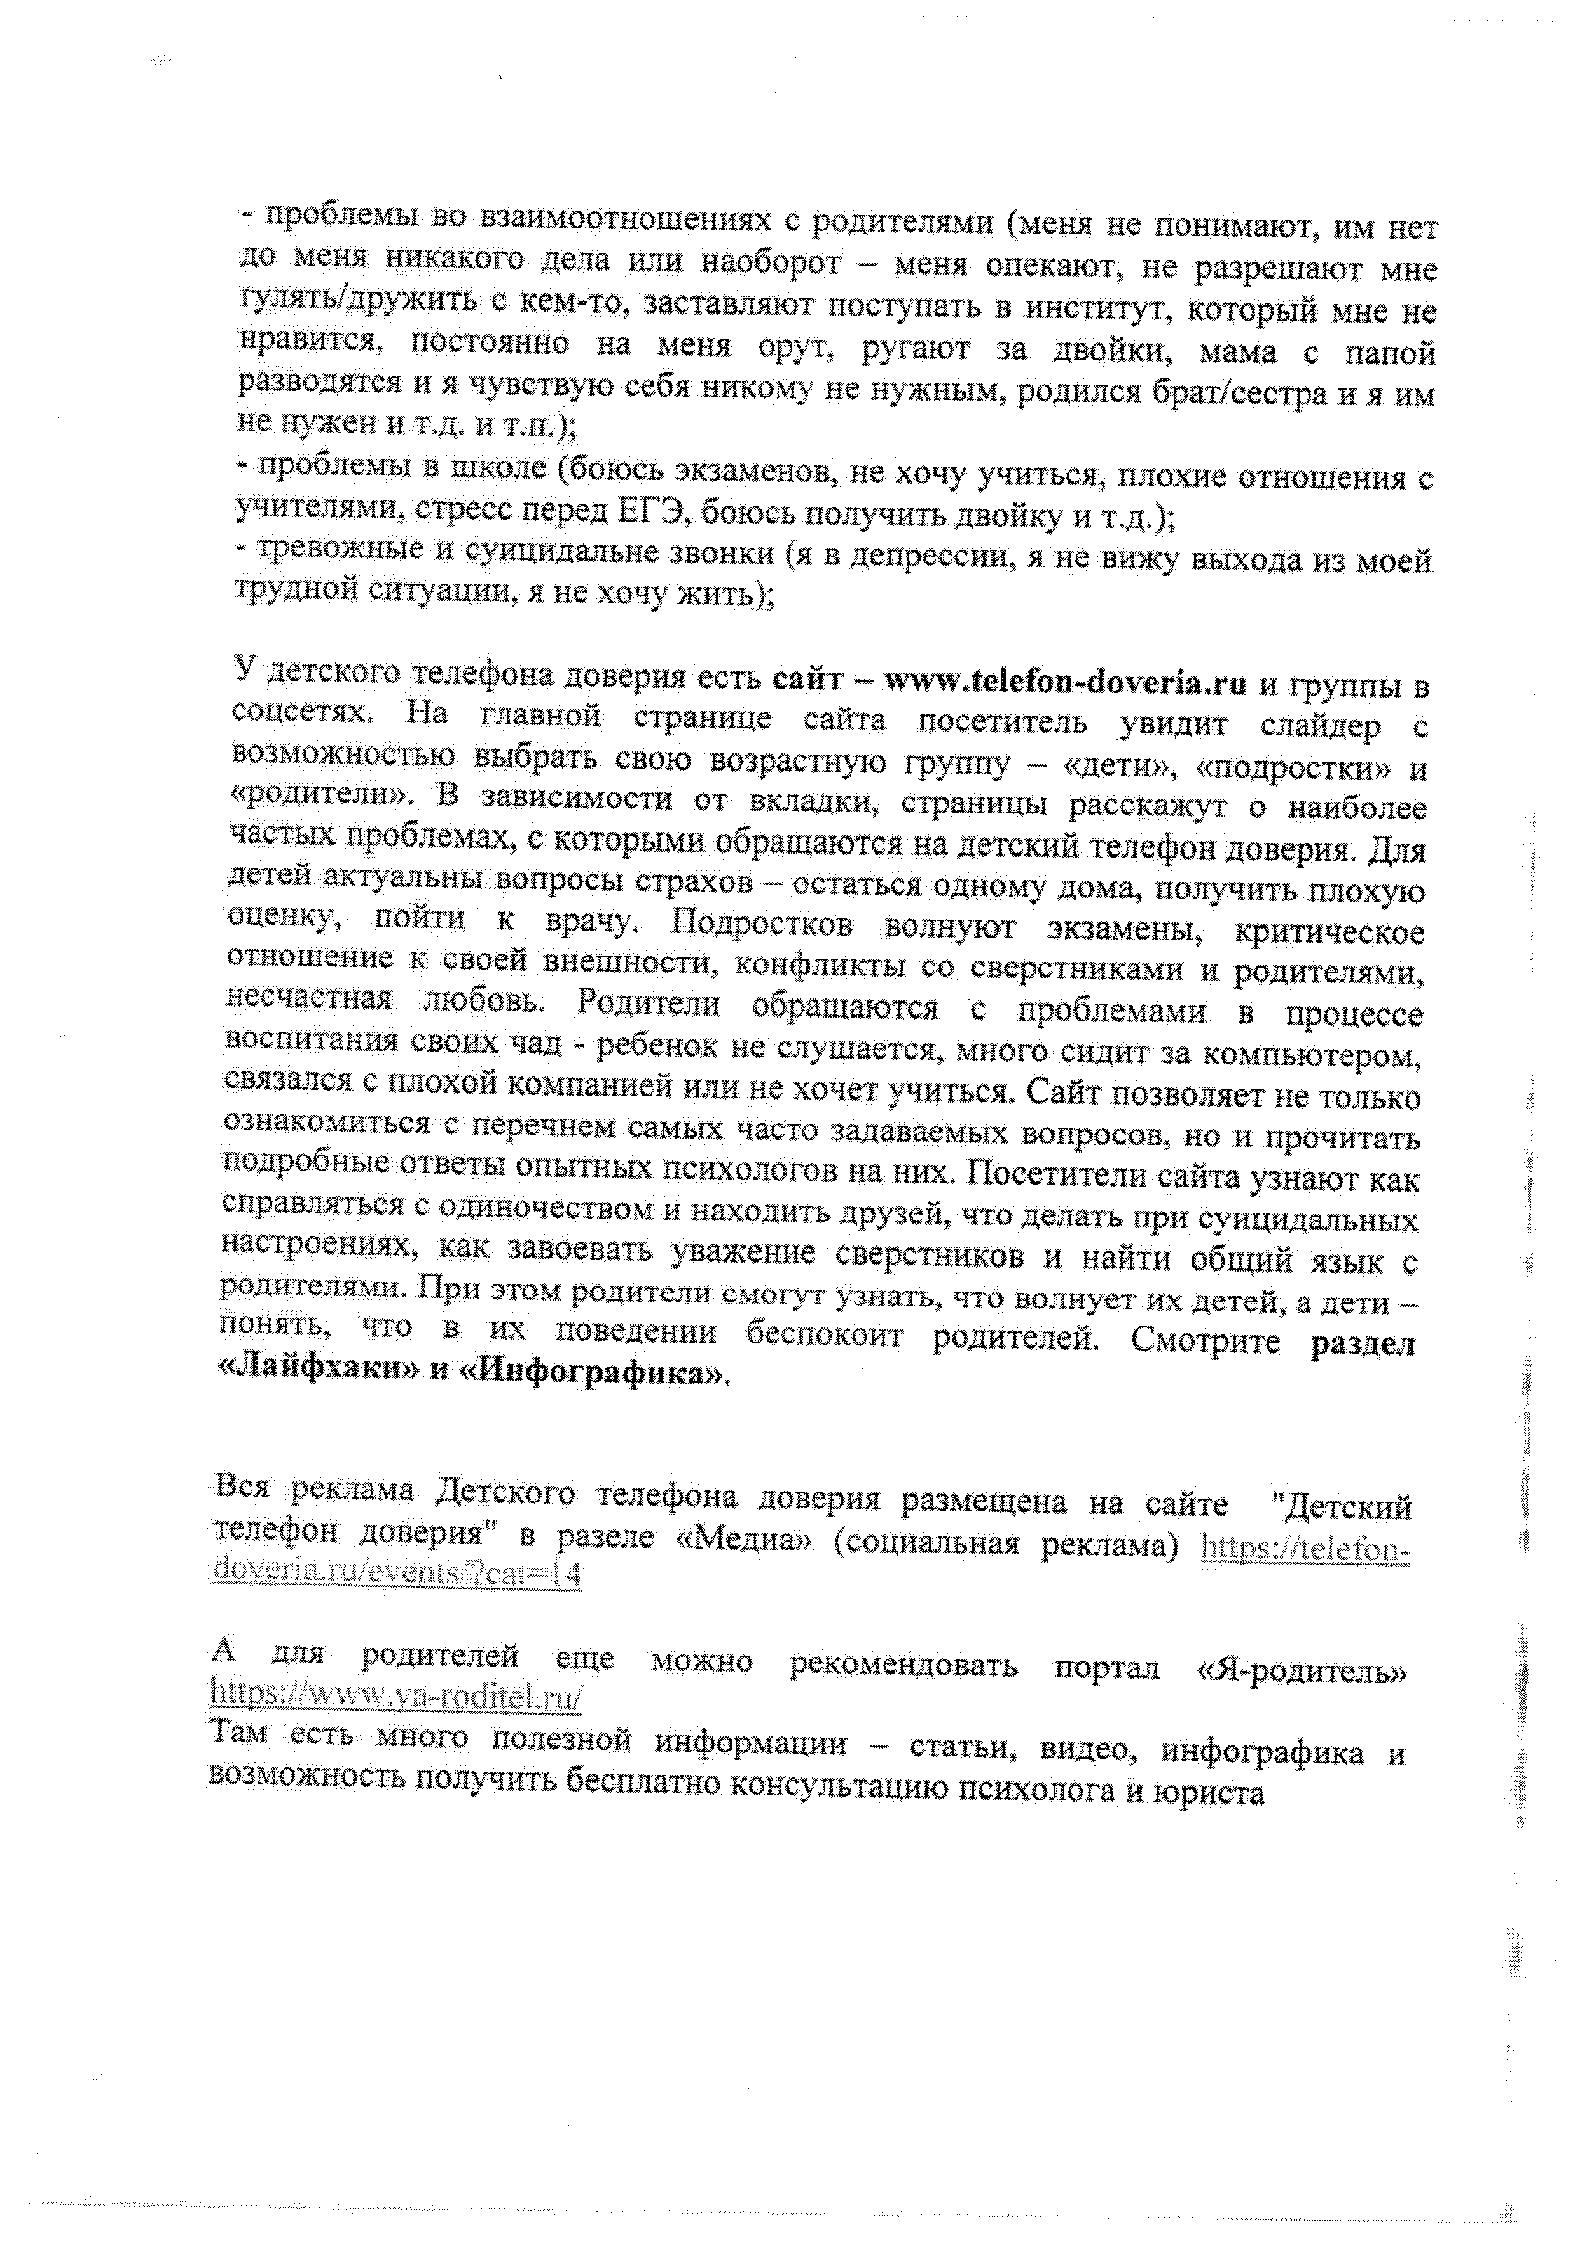 - проблемы во взаимоотношениях с родителями (меня не понимают, им нет
до меня никакого дела или наоборот – меня опекают, не разрешают мне
гулять/дружить с кем-то, заставляют поступать в институт, который мне не
нравится, постоянно на меня орут, ругают за двойки, мама с папой
разводятся и я чувствую себя никому не нужным, родился брат/сестра и я им
не нужен и т.д. и т.п.);
- проблемы в школе (боюсь экзаменов, не хочу учиться, плохие отношения с
учителями, стресс перед ЕГЭ, боюсь получить двойку и т.д.);
- тревожные и суицидальне звонки (я в депрессии, я не вижу выхода из моей
трудной ситуации, я не хочу жить);
У детского телефона доверия есть сайт – www.telefon-doveria.ru и группы в
соцсетях. На главной странице сайта посетитель увидит слайдер с
возможностью выбрать свою возрастную группу – «дети», «подростки» и
«родители». В зависимости от вкладки, страницы расскажут о наиболее
частых проблемах, с которыми обращаются на детский телефон доверия. Для
детей актуальны вопросы страхов – остаться одному дома, получить плохую
оценку, пойти к врачу. Подростков волнуют экзамены, критическое
отношение к своей внешности, конфликты со сверстниками и родителями,
несчастная любовь. Родители обращаются с проблемами в процессе
воспитания своих чад - ребенок не слушается, много сидит за компьютером,
связался с плохой компанией или не хочет учиться. Сайт позволяет не только
ознакомиться с перечнем самых часто задаваемых вопросов, но и прочитать
подробные ответы опытных психологов на них. Посетители сайта узнают как
справляться с одиночеством и находить друзей, что делать при суицидальных
настроениях, как завоевать уважение сверстников и найти общий язык с
родителями. При этом родители смогут узнать, что волнует их детей, а дети –
понять, что в их поведении беспокоит родителей. Смотрите раздел
«Лайфхаки» и «Инфографика».
Вся реклама Детского телефона доверия размещена на сайте "Детский
телефон доверия" в разеле «Медиа» (социальная реклама) https://telefon-
doveria.ru/events/?cat=14
А для родителей еще можно рекомендовать портал «Я-родитель»
https://www.ya-roditel.ru/
Там есть много полезной информации – статьи, видео, инфографика и
возможность получить бесплатно консультацию психолога и юриста